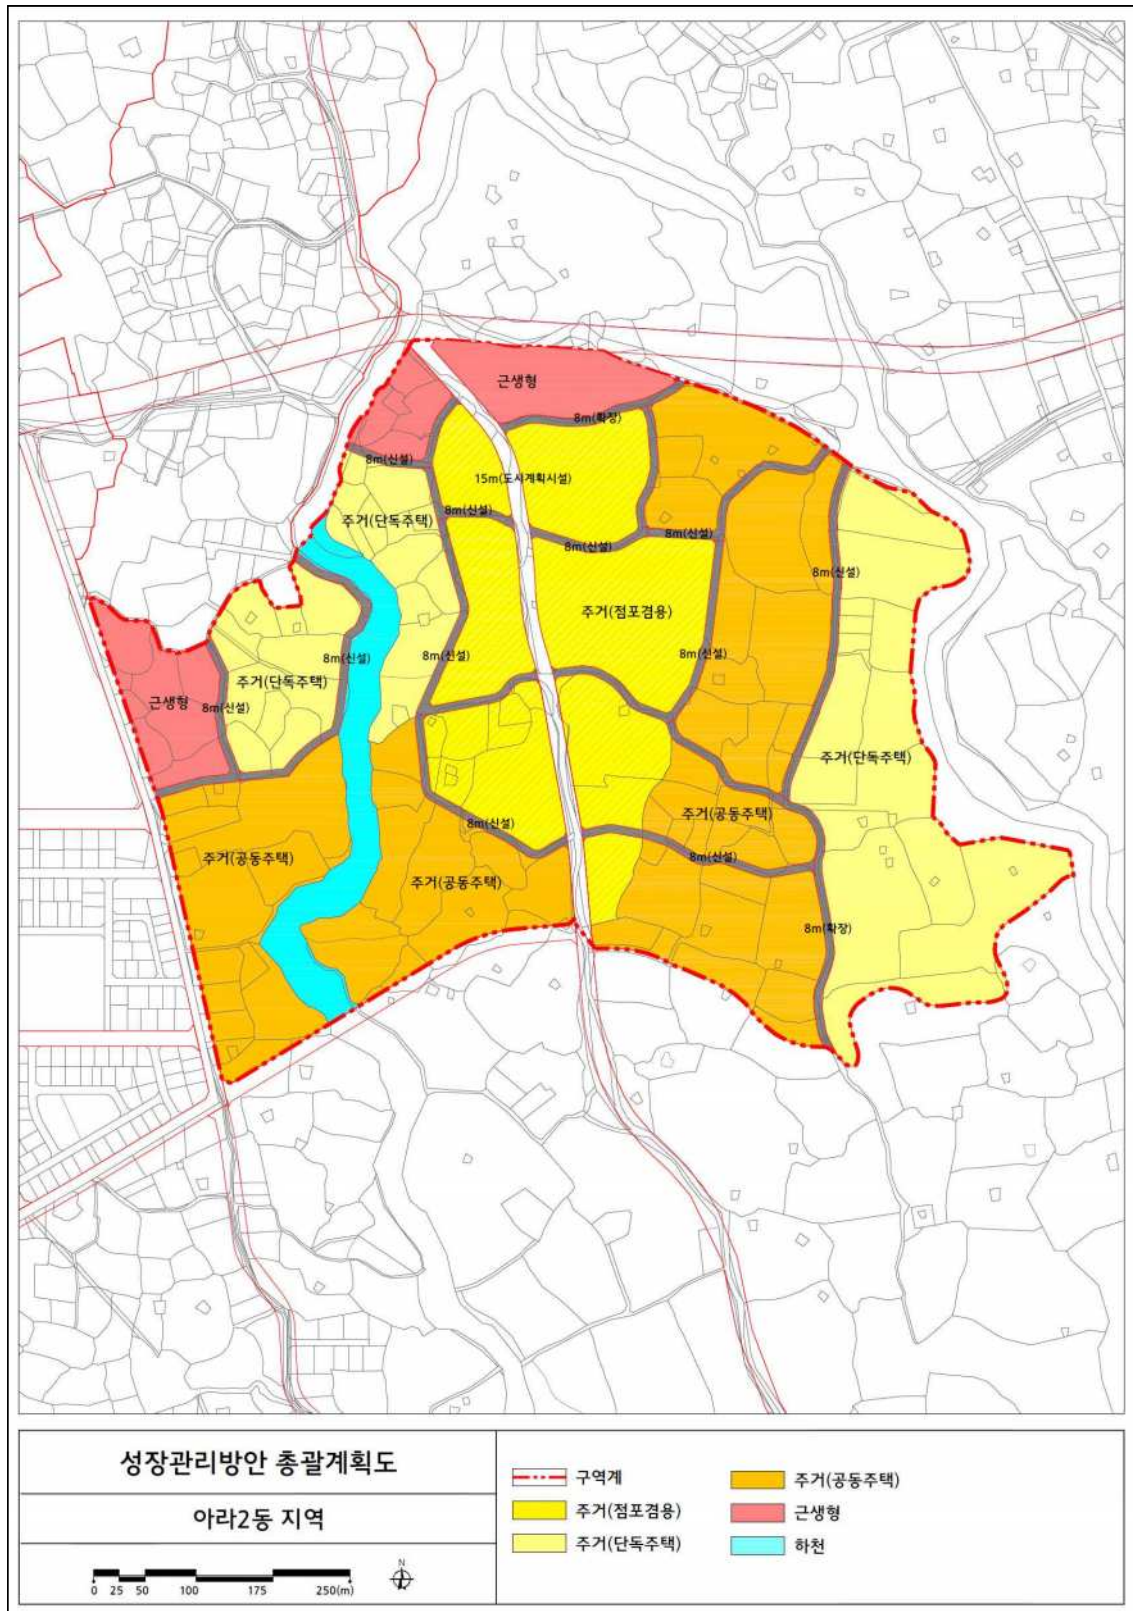 근생형
8m(확장)
8m(신설)
15m(도시계획시설)
주거(단독주택)
8m(신설)
8m(신설)
8m(신설)
8m(신설)
주거(점포겸용)
8m(신설)
8m(신설)
8m(신설)
주거(단독주택)
근생형
8m(신설)
주거(단독주택)
주거(공동주택)
8m(신설)
주거(공동주택)
8m(신설)
주거(공동주택)
8m(확장)
성장관리방안 총괄계획도
아라2동 지역
0 25 50 100 175 250(m)
N
구역계
주거(점포겸용)
주거(단독주택)
주거(공동주택)
근생형
하천